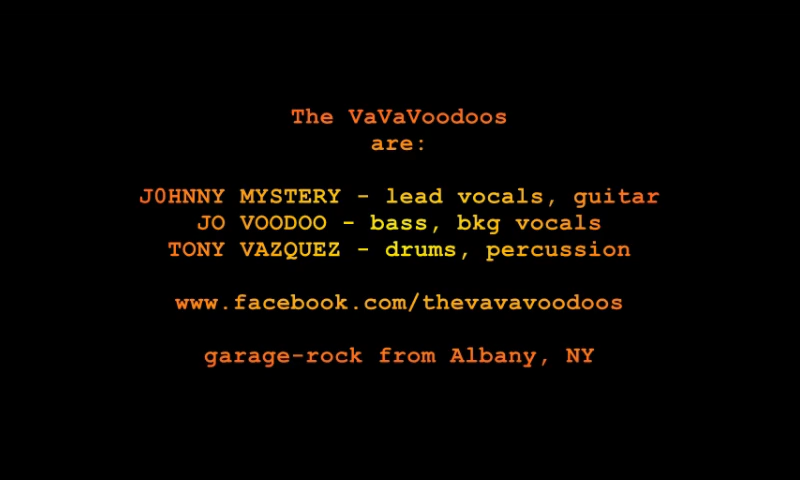 The VaVaVoodoos
are:
J0HNNY MYSTERY - lead vocals, guitar
JO VOODOO - bass, bkg vocals
TONY VAZQUEZ - drums, percussion
www.facebook.com/thevavavoodoos
garage-rock from Albany, NY